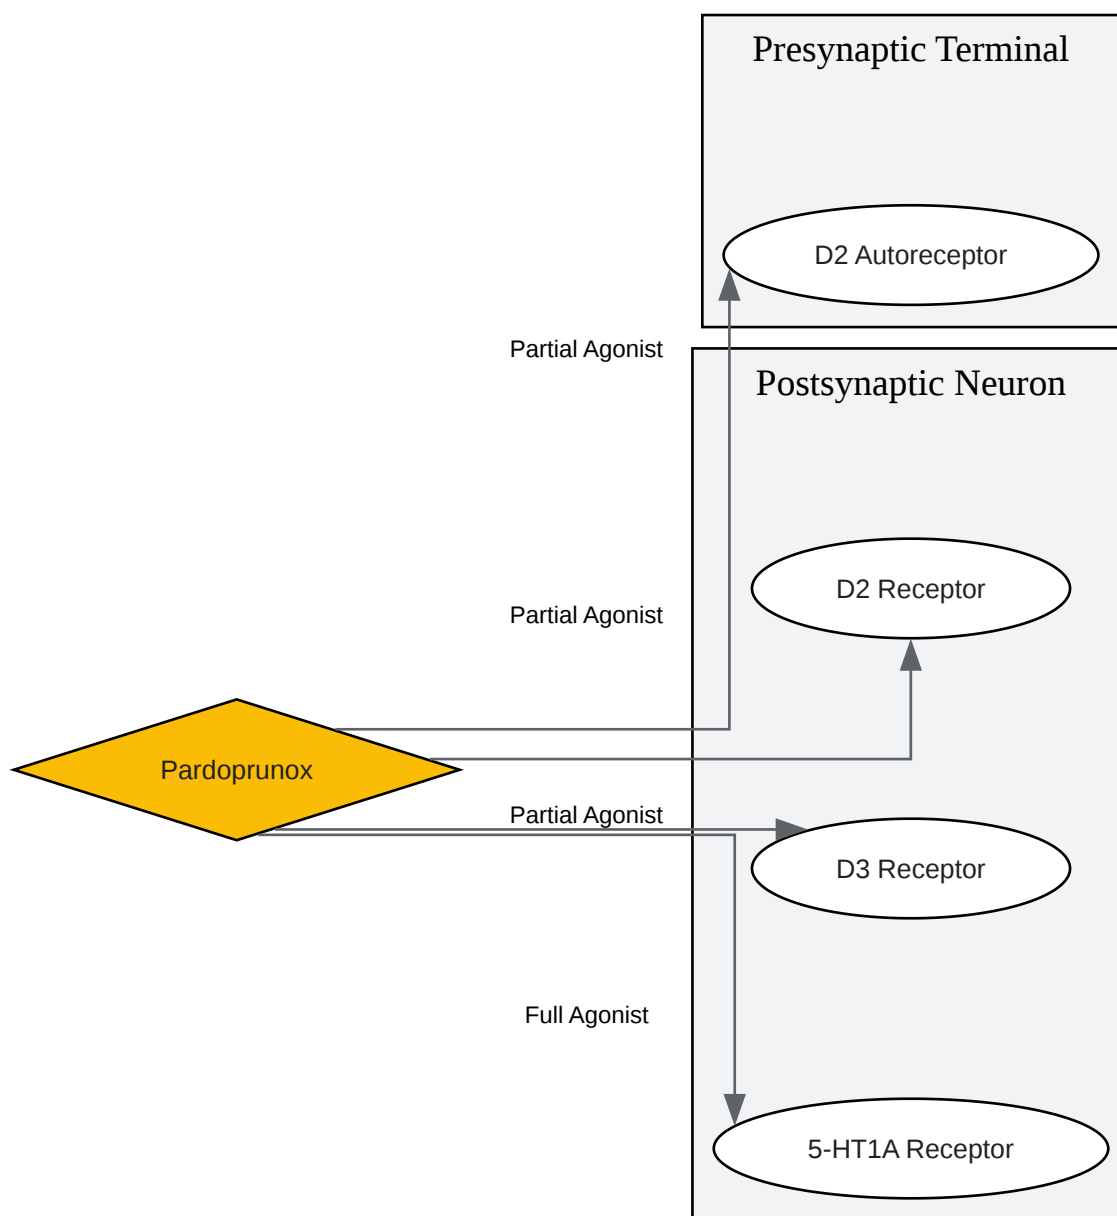 Presynaptic Terminal
D2 Autoreceptor
Partial Agonist
Postsynaptic Neuron
D2 Receptor
Partial Agonist
Pardoprunox
Partial Agonist
D3 Receptor
Full Agonist
5-HT1A Receptor